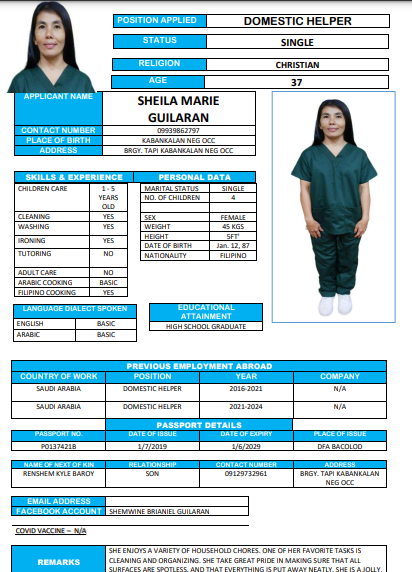 POSITION APPLIED DOMESTIC HELPER
STATUS SINGLE
RELIGION CHRISTIAN
AGE 37
APPLICANT NAME SHEILA MARIE
GUILARAN
CONTACT NUMBER 09939862797
PLACE OF BIRTH KABANKALAN NEG OCC
ADDRESS BRGY. TAPI KABANKALAN NEG OCC
SKILLS & EXPERIENCE PERSONAL DATA
CHILDREN CARE 1 - 5
YEARS
OLD
CLEANING YES
WASHING YES
IRONING YES
TUTORING NO
ADULT CARE NO
ARABIC COOKING BASIC
FILIPINO COOKING YES
MARITAL STATUS SINGLE
NO. OF CHILDREN 4
SEX FEMALE
WEIGHT 45 KGS
HEIGHT 5FT'
DATE OF BIRTH Jan. 12, 87
NATIONALITY FILIPINO
LANGUAGE DIALECT SPOKEN
ENGLISH BASIC
ARABIC BASIC
EDUCATIONAL
ATTAINMENT
HIGH SCHOOL GRADUATE
PREVIOUS EMPLOYMENT ABROAD
COUNTRY OF WORK POSITION YEAR COMPANY
SAUDI ARABIA DOMESTIC HELPER 2016-2021 N/A
SAUDI ARABIA DOMESTIC HELPER 2021-2024 N/A
PASSPORT DETAILS
PASSPORT NO. DATE OF ISSUE DATE OF EXPIRY PLACE OF ISSUE
P0137421B 1/7/2019 1/6/2029 DFA BACOLOD
NAME OF NEXT OF KIN RELATIONSHIP CONTACT NUMBER ADDRESS
RENSHEM KYLE BAROY SON 09129732961 BRGY. TAPI KABANKALAN
NEG OCC
EMAIL ADDRESS
FACEBOOK ACCOUNT SHEMWINE BRIANIEL GUILARAN
COVID VACCINE – N/A
REMARKS
SHE ENJOYS A VARIETY OF HOUSEHOLD CHORES. ONE OF HER FAVORITE TASKS IS
CLEANING AND ORGANIZING. SHE TAKE GREAT PRIDE IN MAKING SURE THAT ALL
SURFACES ARE SPOTLESS, AND THAT EVERYTHING IS PUT AWAY NEATLY. SHE IS A JOLLY,